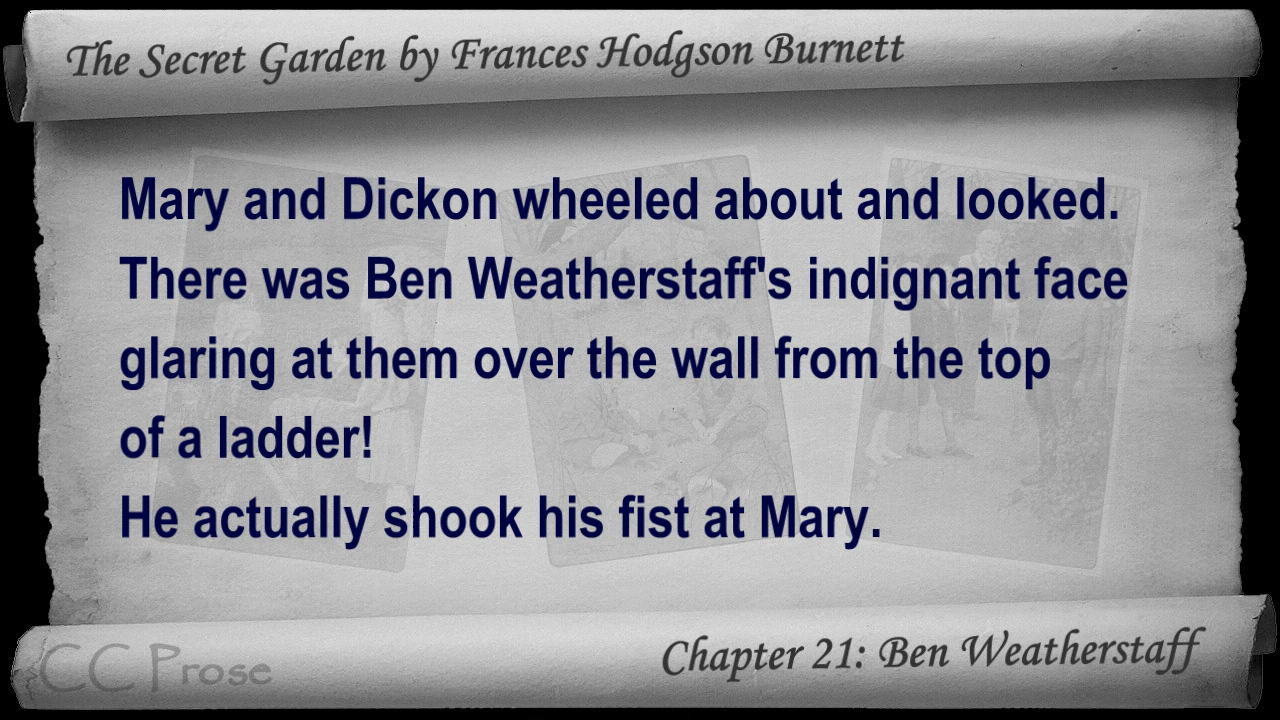 The Secret Garden by Frances Hodgson Burnett
Mary and Dickon wheeled about and looked.
There was Ben Weatherstaff's indignant face
glaring at them over the wall from the top
of a ladder!
He actually shook his fist at Mary.
CC Prose
Chapter 21: Ben Weatherstaff